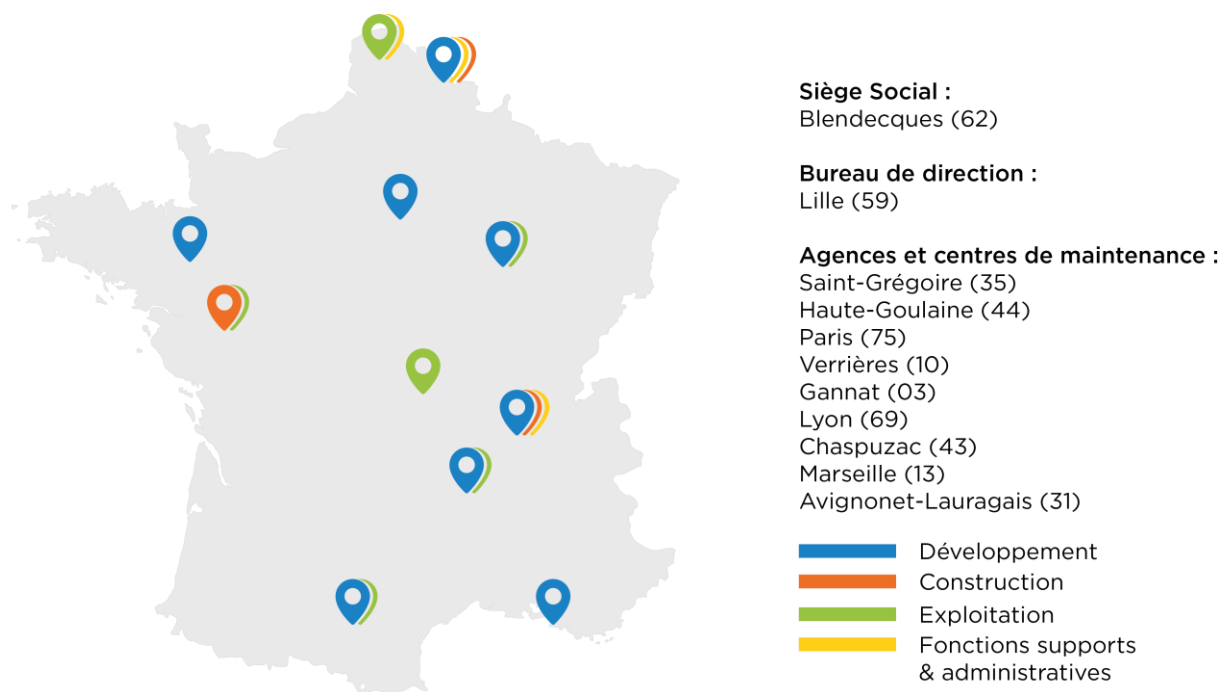 Siège Social :
Blendecques (62)
Bureau de direction :
Lille (59)
Agences et centres de maintenance :
Saint-Grégoire (35)
Haute-Goulaine (44)
Paris (75)
Verrières (10)
Gannat (03)
Lyon (69)
Chaspuzac (43)
Marseille (13)
Avignonet-Lauragais (31)
Développement
Construction
Exploitation
Fonctions supports
& administratives